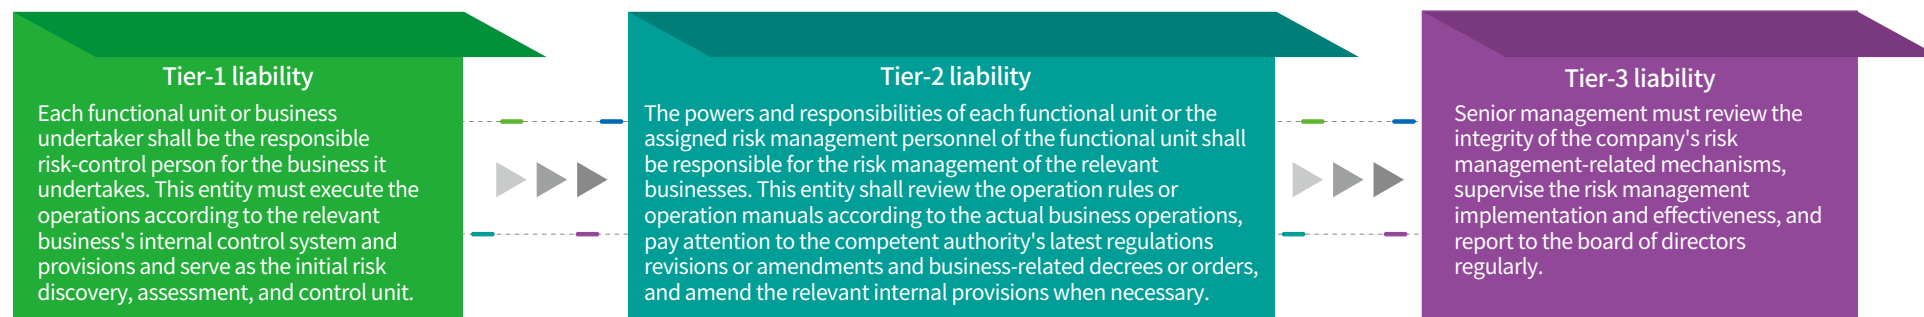 Tier-1 liability
Each functional unit or business
undertaker shall be the responsible
risk-control person for the business it
undertakes. This entity must execute the
operations according to the relevant
business's internal control system and
provisions and serve as the initial risk
discovery, assessment, and control unit.
Tier-2 liability
The powers and responsibilities of each functional unit or the
assigned risk management personnel of the functional unit shall
be responsible for the risk management of the relevant
businesses. This entity shall review the operation rules or
operation manuals according to the actual business operations,
pay attention to the competent authority's latest regulations
revisions or amendments and business-related decrees or orders,
and amend the relevant internal provisions when necessary.
Tier-3 liability
Senior management must review the
integrity of the company's risk
management-related mechanisms,
supervise the risk management
implementation and effectiveness, and
report to the board of directors
regularly.